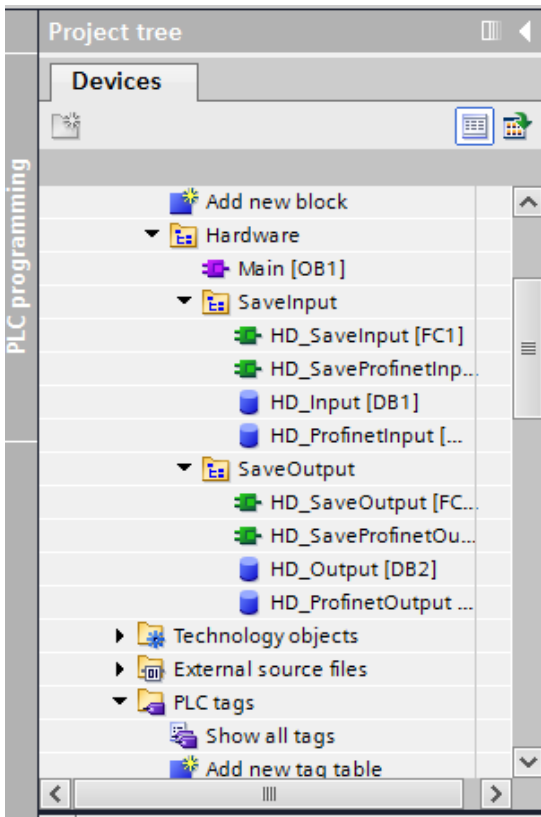 Project tree
Devices
PLC programming
Add new block
Hardware
Main [OB1]
SaveInput
HD_SaveInput [FC1]
HD_SaveProfinetInp...
HD_Input [DB1]
HD_ProfinetInput [...
SaveOutput
HD_SaveOutput [FC...
HD_SaveProfinetOu...
HD_Output [DB2]
HD_ProfinetOutput ...
Technology objects
External source files
PLC tags
Show all tags
Add new tag table